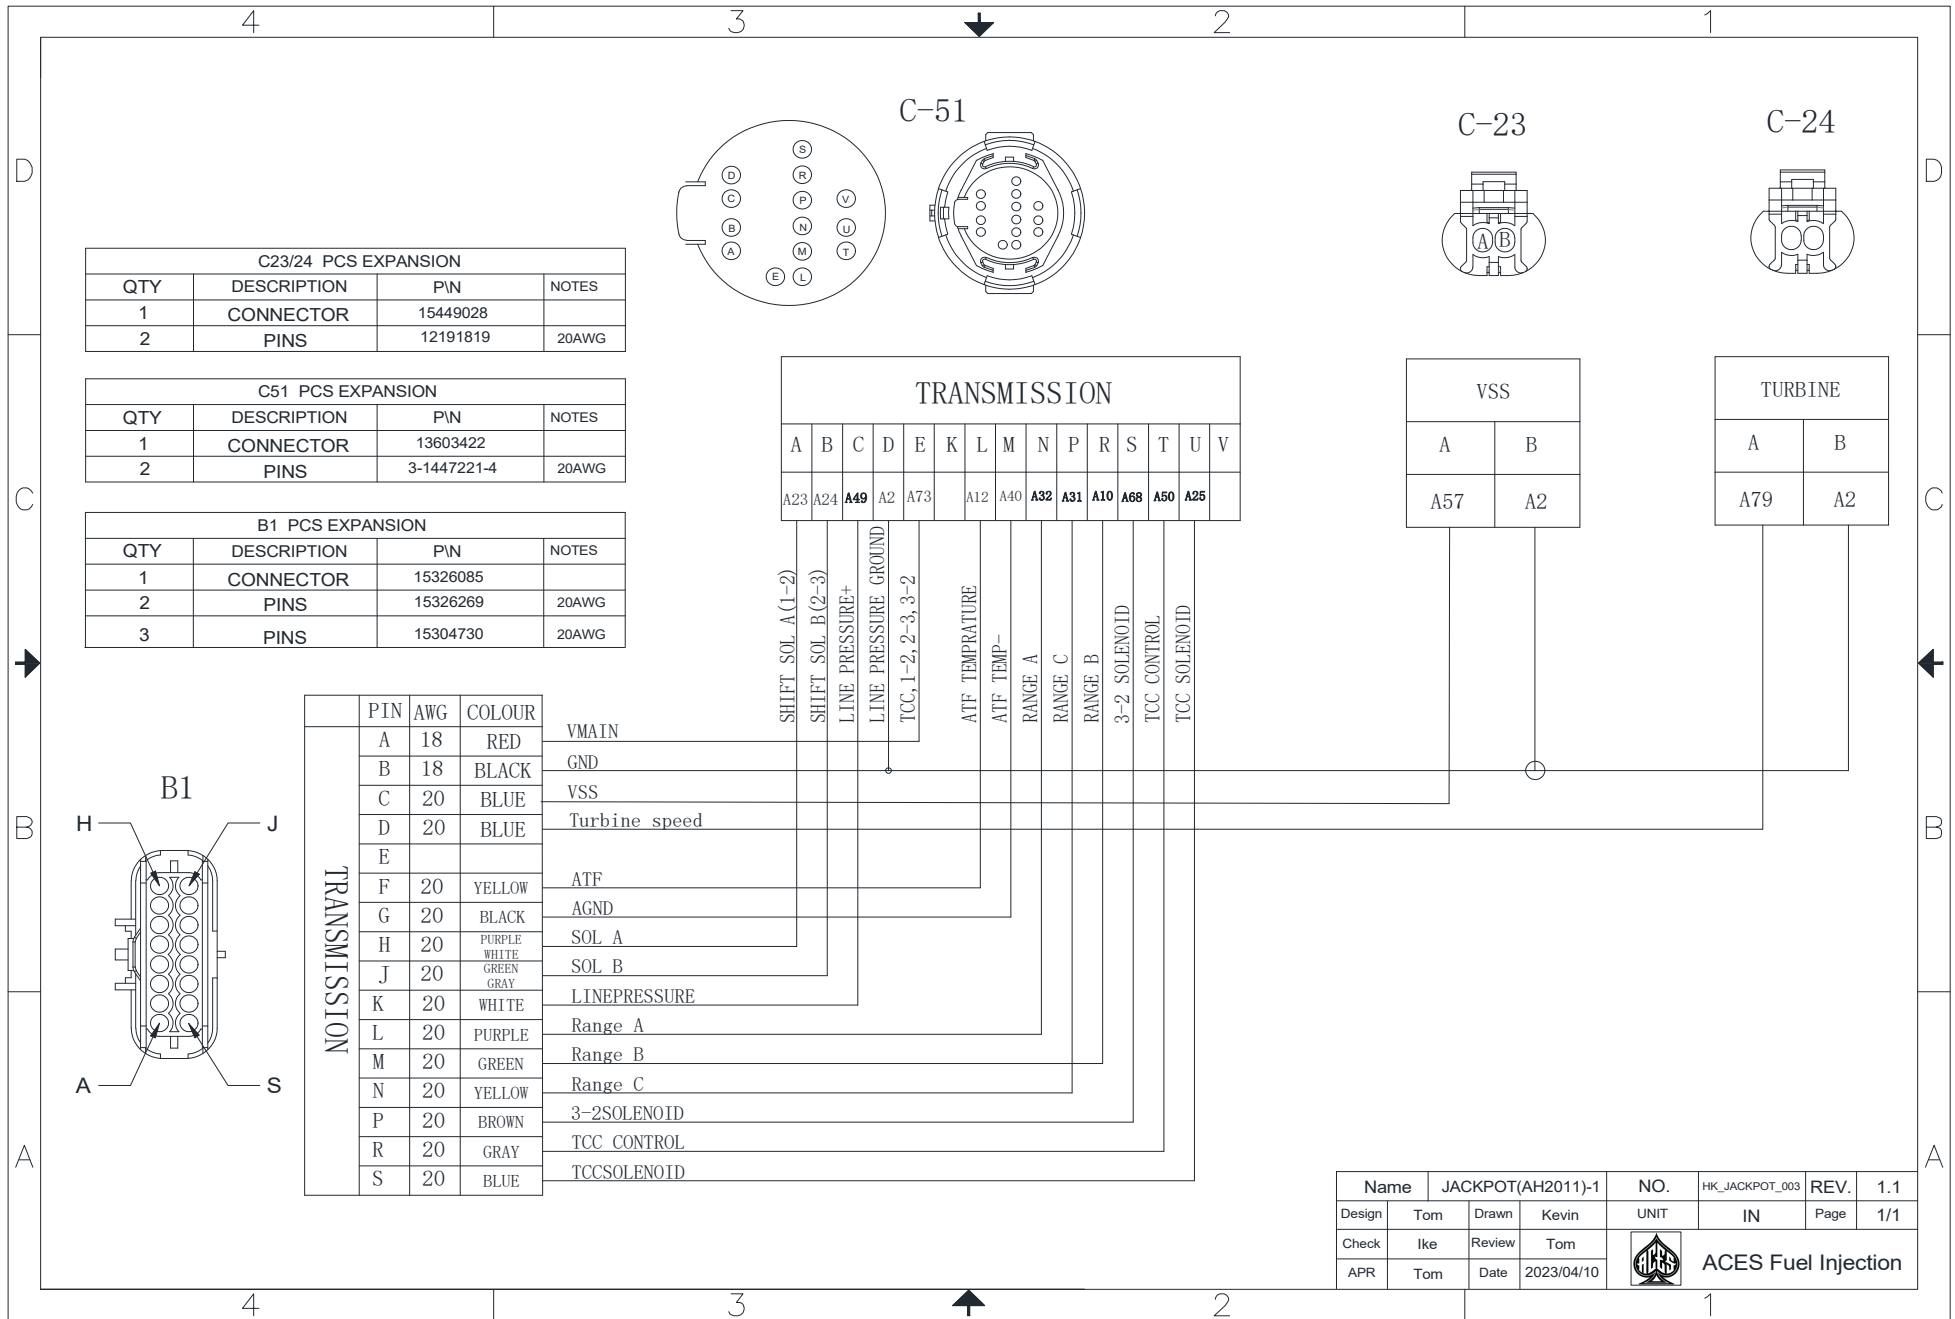 4 3 2 1
D
C
B
A
D
C
B
A
C-51
S
D R
C P V
B N U
A M T
E L
C-23
A B
C-24
C23/24 PCS EXPANSION
QTY DESCRIPTION P\N NOTES
1 CONNECTOR 15449028
2 PINS 12191819 20AWG
C51 PCS EXPANSION
QTY DESCRIPTION P\N NOTES
1 CONNECTOR 13603422
2 PINS 3-1447221-4 20AWG
B1 PCS EXPANSION
QTY DESCRIPTION P\N NOTES
1 CONNECTOR 15326085
2 PINS 15326269 20AWG
3 PINS 15304730 20AWG
TRANSMISSION
A B C D E K L M N P R S T U V
A23 A24 A49 A2 A73 A12 A40 A32 A31 A10 A68 A50 A25
SHIFT SOL A(1-2)
SHIFT SOL B(2-3)
LINE PRESSURE+
LINE PRESSURE GROUND
TCC,1-2,2-3,3-2
ATF TEMPRATURE
ATF TEMP-
RANGE A
RANGE C
RANGE B
3-2 SOLENOID
TCC CONTROL
TCC SOLENOID
VSS
A B
A57 A2
TURBINE
A B
A79 A2
B1
H J
A S
TRANSMISSION
PIN AWG COLOUR
A 18 RED VMAIN
B 18 BLACK GND
C 20 BLUE VSS
D 20 BLUE Turbine speed
E
F 20 YELLOW ATF
G 20 BLACK AGND
H 20 PURPLE WHITE SOL A
J 20 GREEN GRAY SOL B
K 20 WHITE LINEPRESSURE
L 20 PURPLE Range A
M 20 GREEN Range B
N 20 YELLOW Range C
P 20 BROWN 3-2SOLENOID
R 20 GRAY TCC CONTROL
S 20 BLUE TCCSOLENOID
Name JACKPOT(AH2011)-1 NO. HK_JACKPOT_003 REV. 1.1
Design Tom Drawn Kevin UNIT IN Page 1/1
Check Ike Review Tom
APR Tom Date 2023/04/10
ACES
ACES Fuel Injection
4 3 2 1